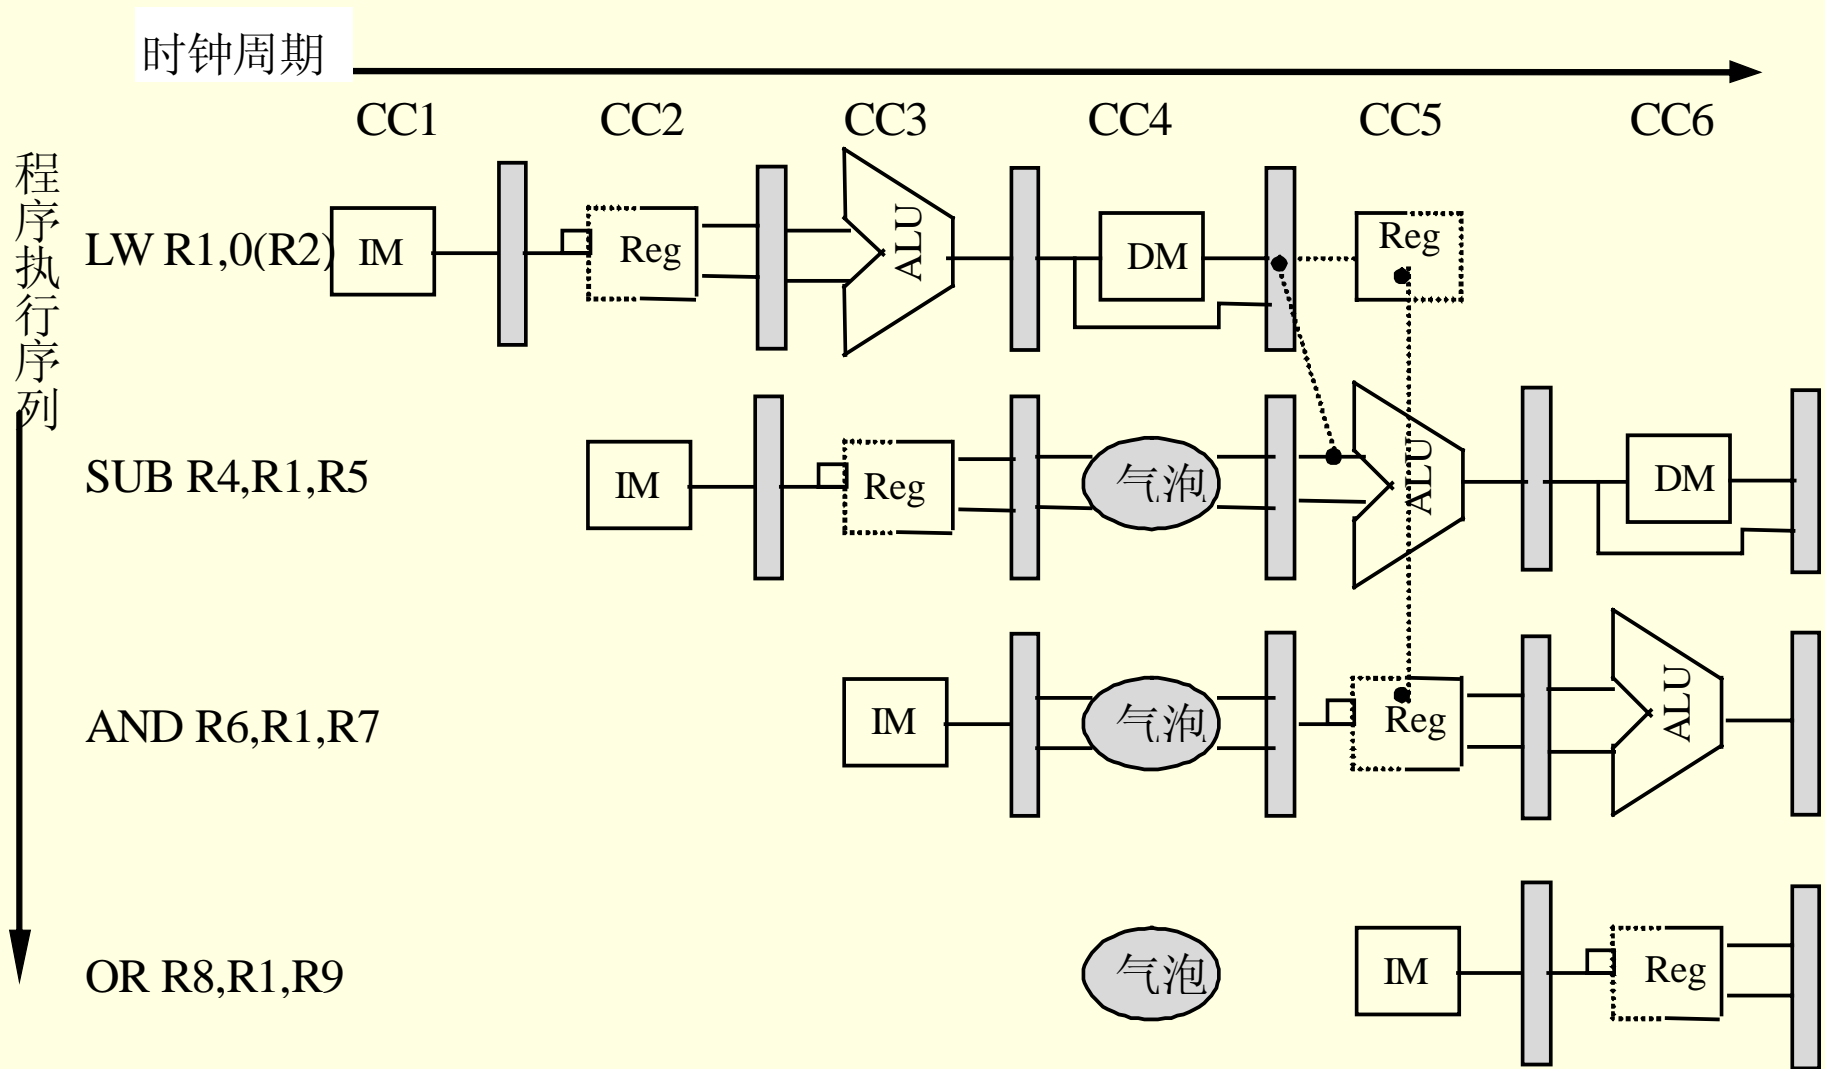 时钟周期
CC1 CC2 CC3 CC4 CC5 CC6
程序执行序列
LW R1,0(R2) IM Reg ALU DM Reg
SUB R4,R1,R5 IM Reg 气泡 ALU DM
AND R6,R1,R7 IM 气泡 Reg ALU
OR R8,R1,R9 气泡 IM Reg